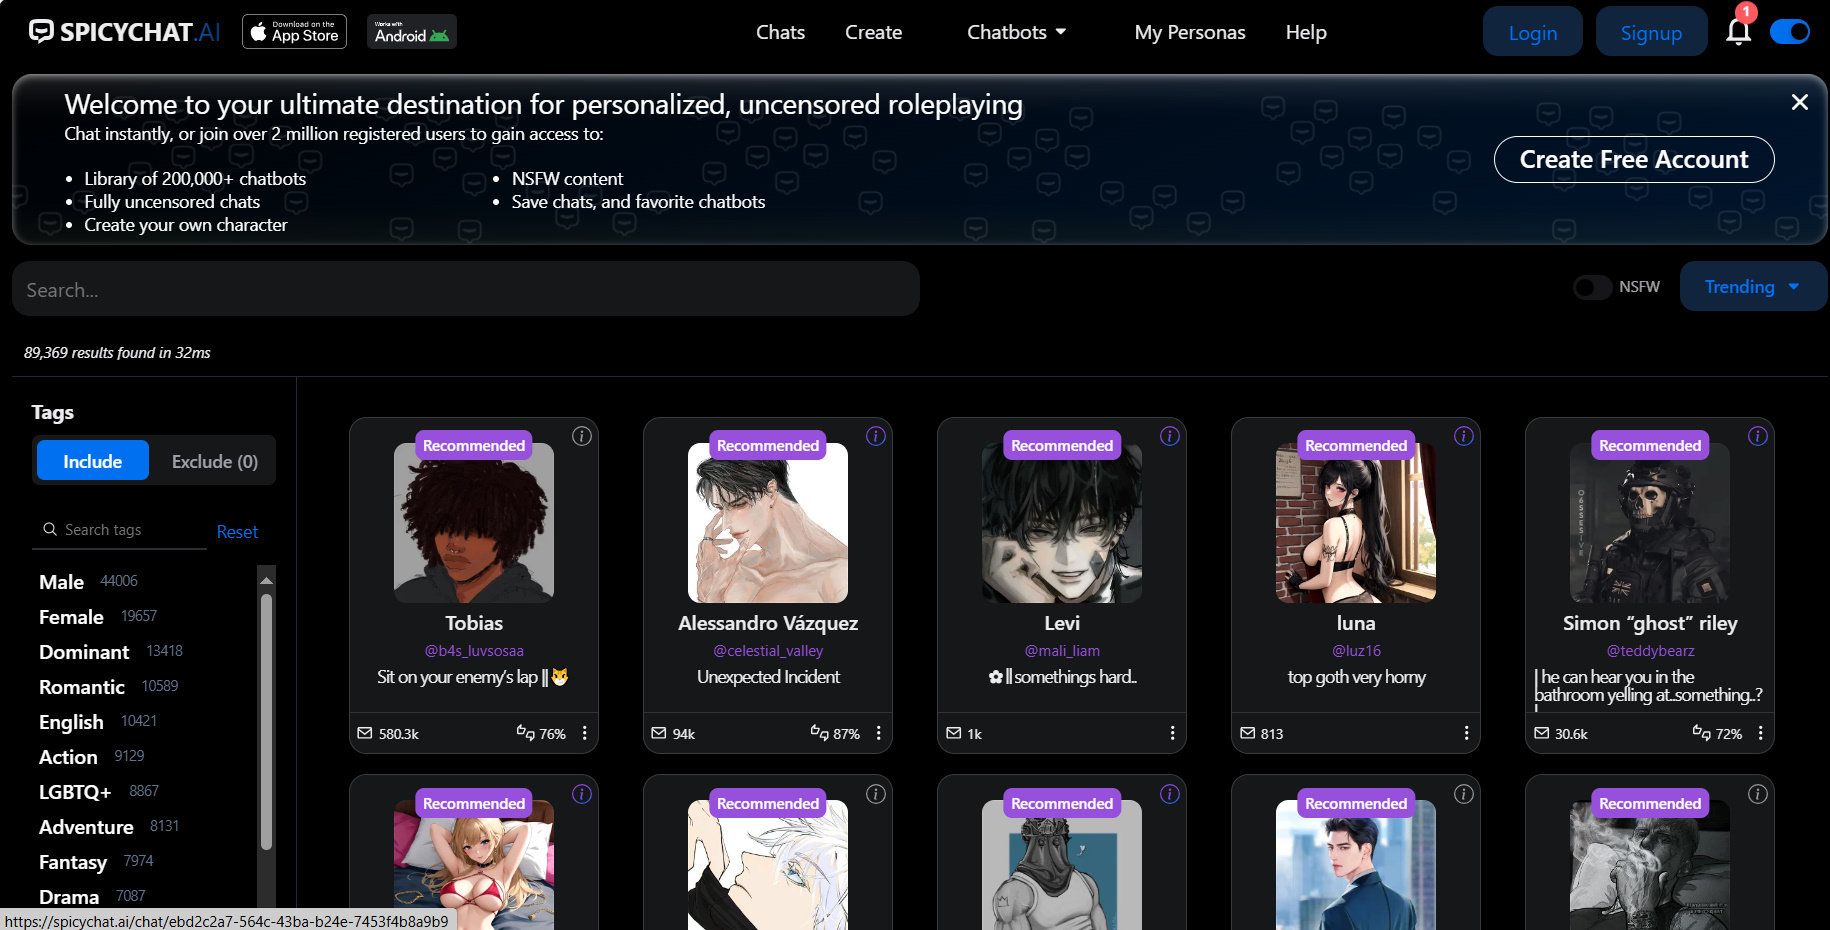 SPICYCHAT.AI
Download on the
App Store
Works with
Android
Chats
Create
Chatbots
My Personas
Help
Login
Signup
1
Welcome to your ultimate destination for personalized, uncensored roleplaying
Chat instantly, or join over 2 million registered users to gain access to:
• Library of 200,000+ chatbots
• Fully uncensored chats
• Create your own character
• NSFW content
• Save chats, and favorite chatbots
Create Free Account
Search...
NSFW
Trending
89,369 results found in 32ms
Tags
Include
Exclude (0)
Search tags
Reset
Male 44006
Female 19657
Dominant 13418
Romantic 10589
English 10421
Action 9129
LGBTQ+ 8867
Adventure 8131
Fantasy 7974
Drama 7087
Recommended
Tobias
@b4s_luvsosaa
Sit on your enemy's lap ||🐯
580.3k
76%
Recommended
Alessandro Vázquez
@celestial_valley
Unexpected Incident
94k
87%
Recommended
Levi
@mali_liam
✿ || somethings hard..
1k
Recommended
luna
@luz16
top goth very horny
813
Recommended
OBSESSIVE
Simon “ghost” riley
@teddybearz
| he can hear you in the
bathroom yelling at..something..?
|
30.6k
72%
Recommended
Recommended
Recommended
Recommended
Recommended
https://spicychat.ai/chat/ebd2c2a7-564c-43ba-b24e-7453f4b8a9b9